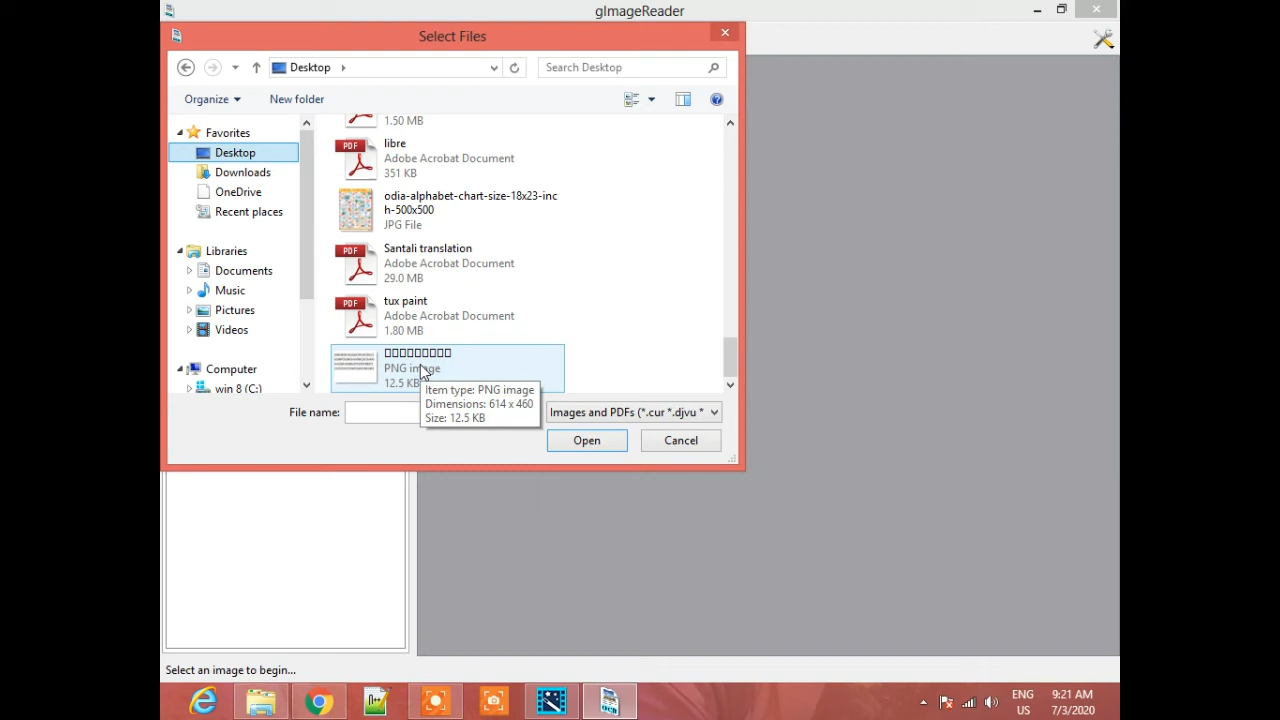 gImageReader
Select Files
Desktop
Search Desktop
Organize
New folder
1.50 MB
Favorites
Desktop
Downloads
OneDrive
Recent places
Libraries
Documents
Music
Pictures
Videos
Computer
win 8 (C:)
PDF
libre
Adobe Acrobat Document
351 KB
odia-alphabet-chart-size-18x23-inc
h-500x500
JPG File
PDF
Santali translation
Adobe Acrobat Document
29.0 MB
PDF
tux paint
Adobe Acrobat Document
1.80 MB
PNG image
12.5 KB
Item type: PNG image
Dimensions: 614 x 460
Size: 12.5 KB
File name:
Images and PDFs (*.cur *.djvu *
Open
Cancel
Select an image to begin...
OCR
ENG
US
9:21 AM
7/3/2020